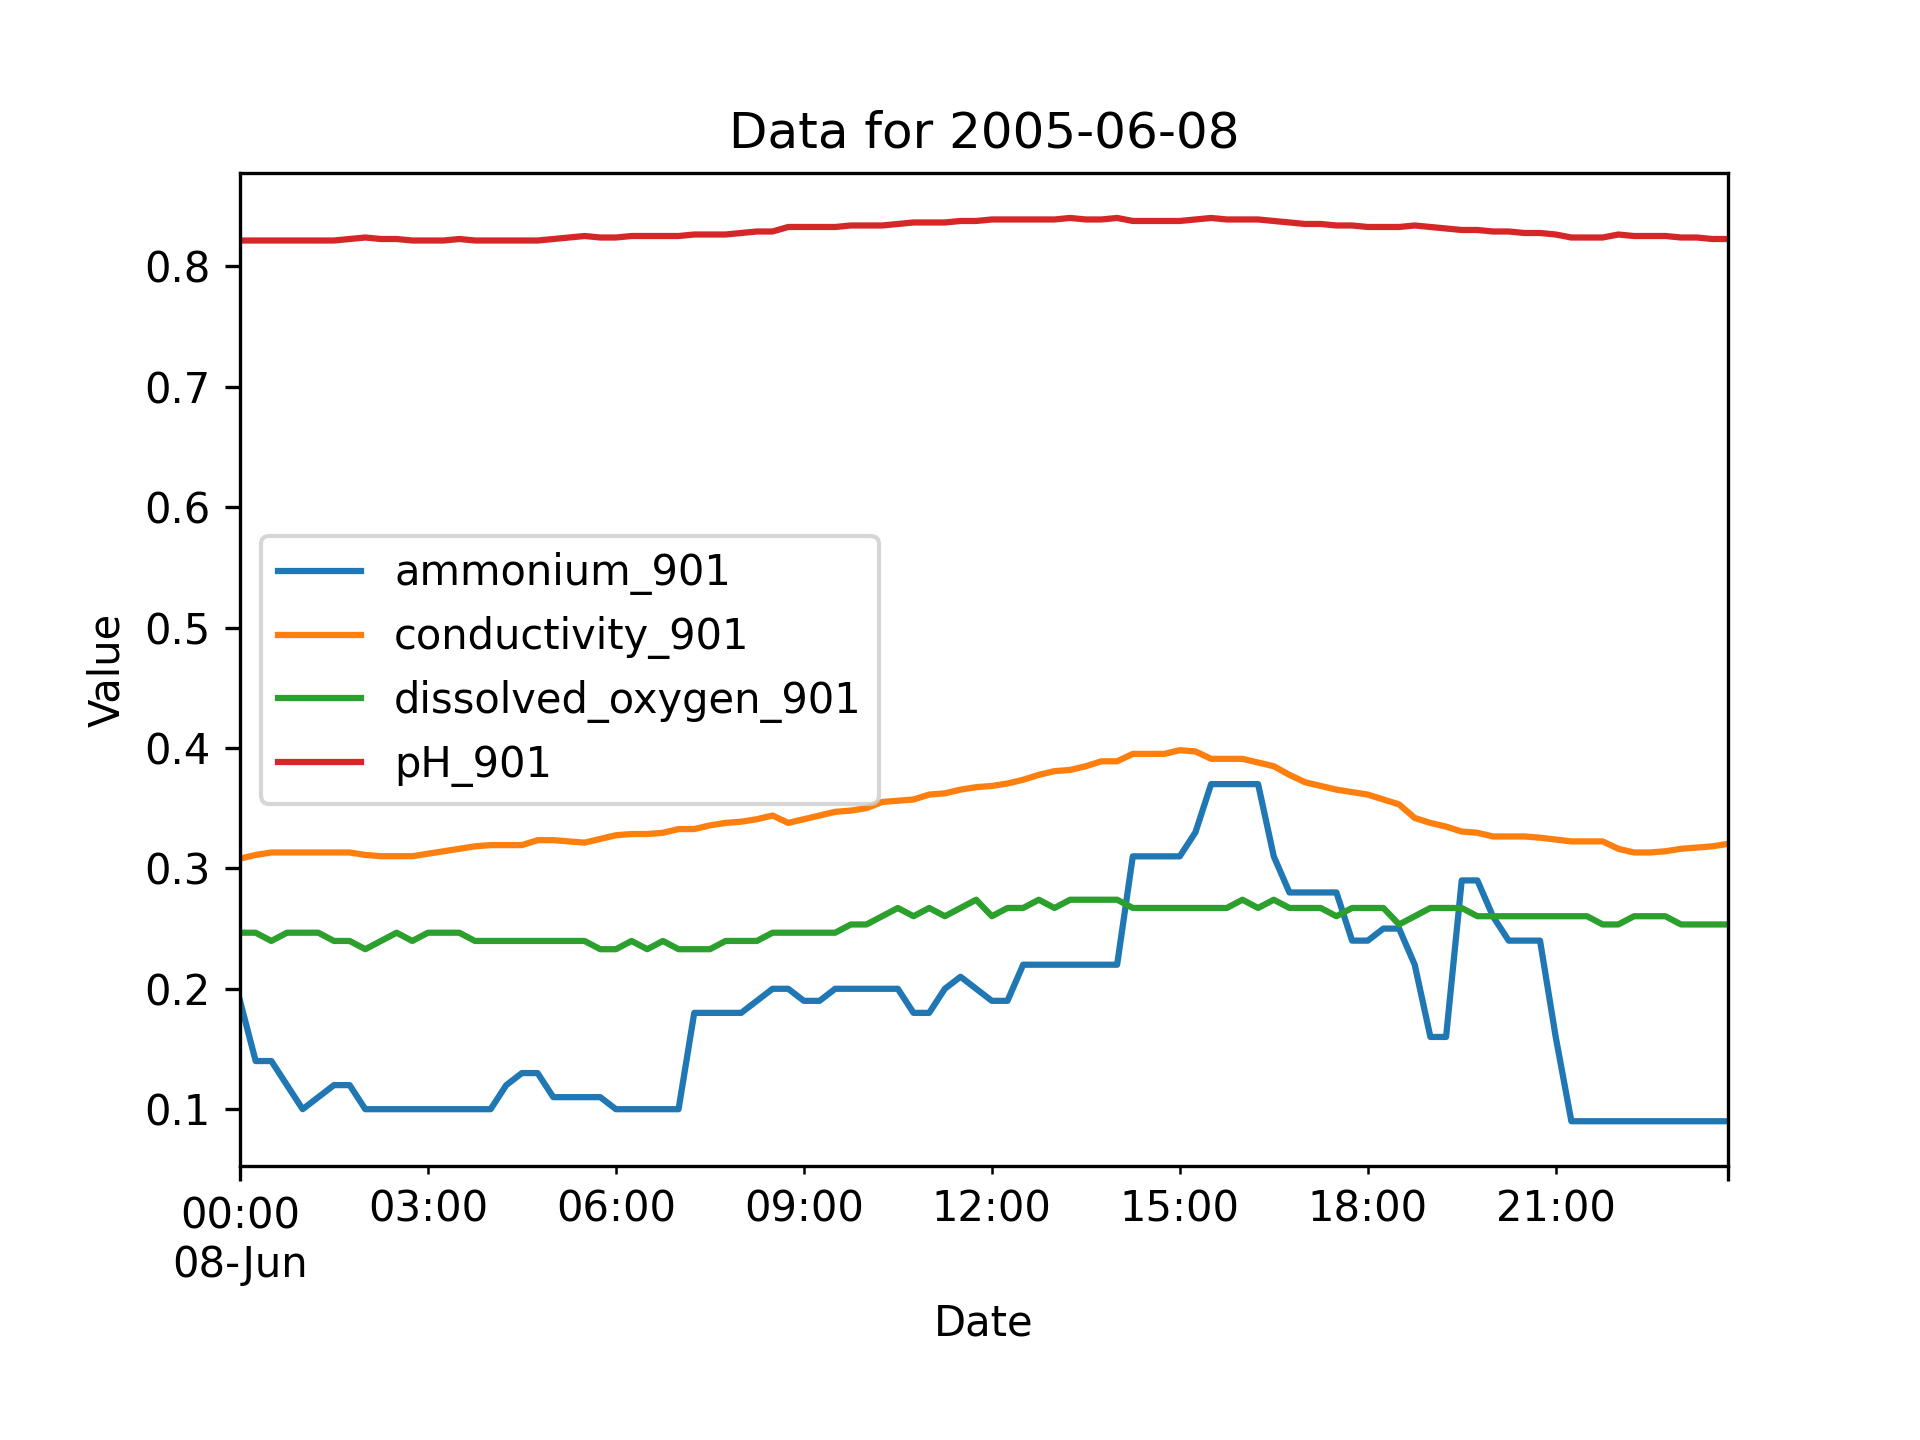 Data for 2005-06-08
Value
0.8
0.7
0.6
0.5
0.4
0.3
0.2
0.1
ammonium_901
conductivity_901
dissolved_oxygen_901
pH_901
00:00 03:00 06:00 09:00 12:00 15:00 18:00 21:00
08-Jun
Date